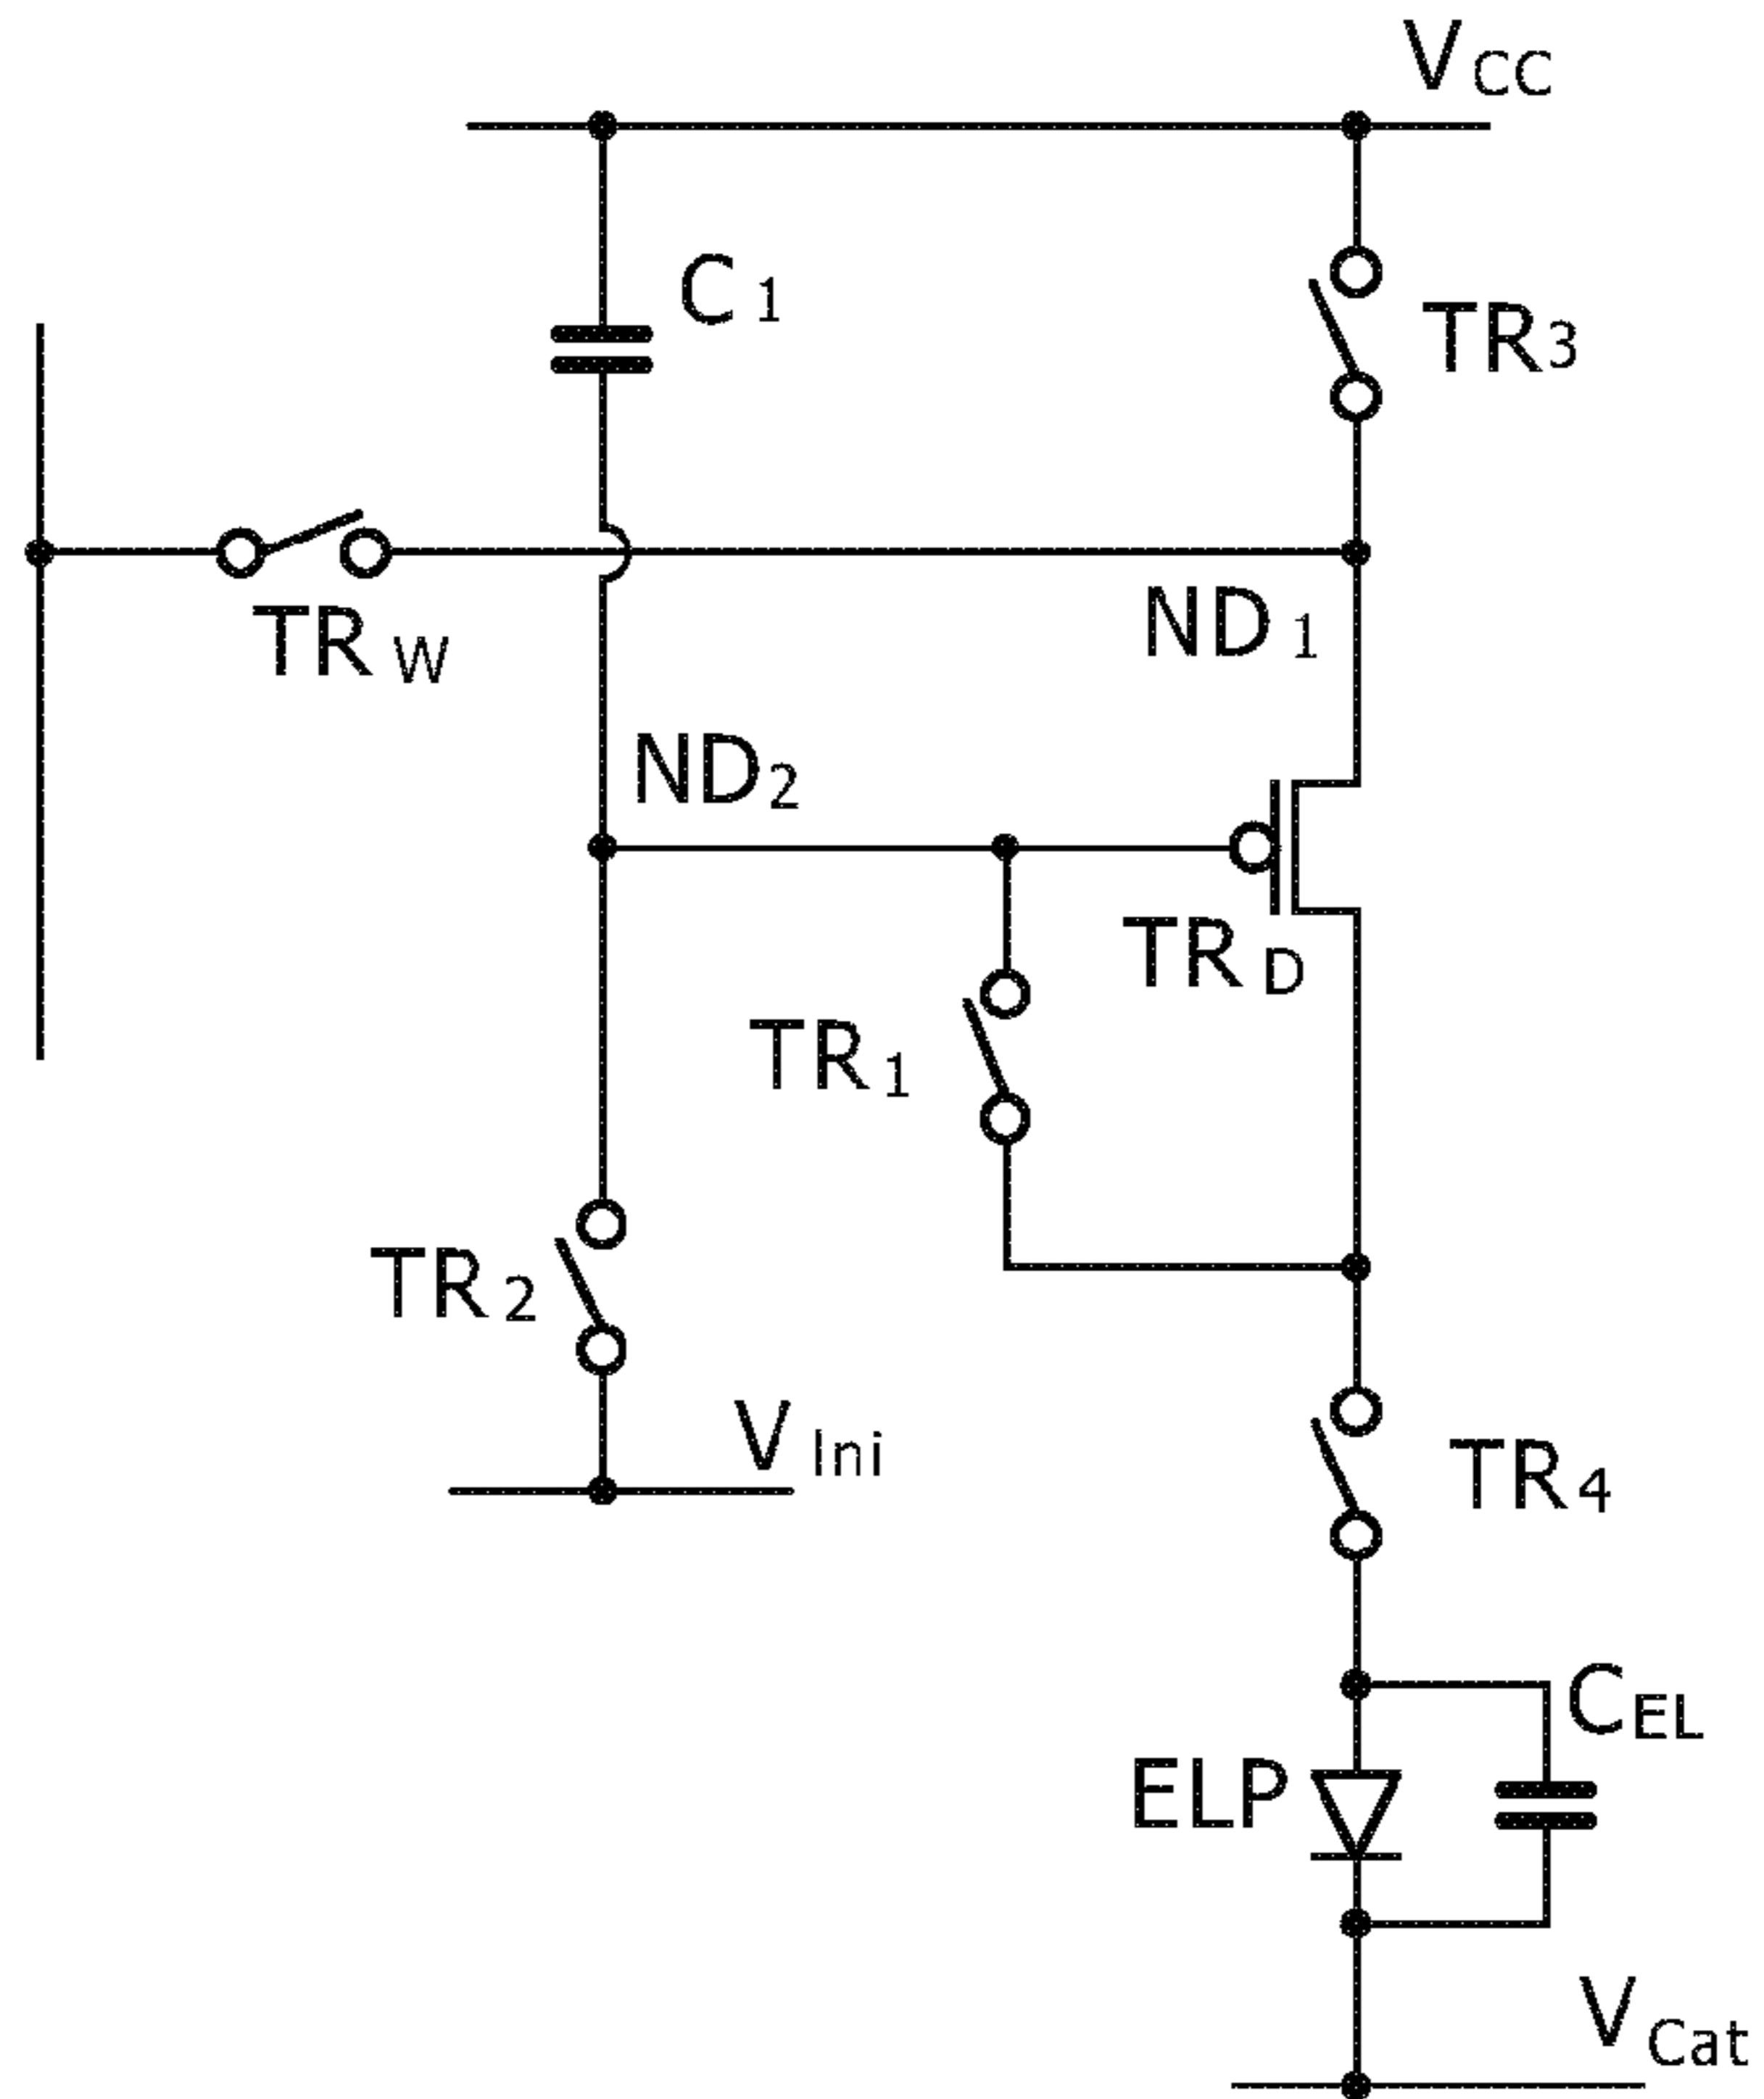 VCC
C1
TR3
TRW
ND1
ND2
TRD
TR1
TR2
VIni
TR4
CEL
ELP
VCat